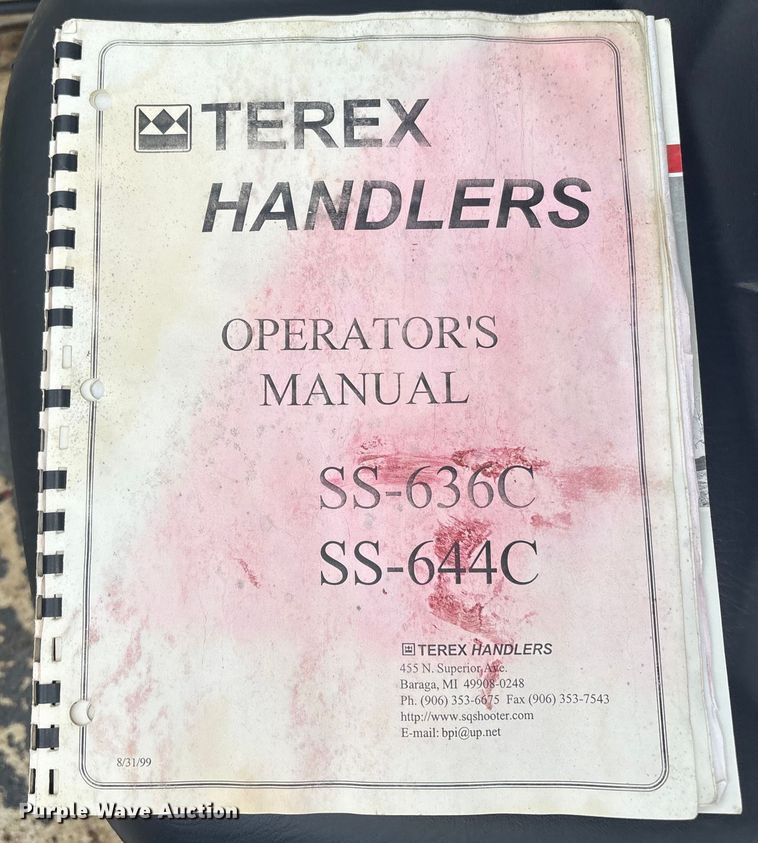 TEREX
HANDLERS
OPERATOR'S
MANUAL
SS-636C
SS-644C
TEREX HANDLERS
455 N. Superior Ave.
Baraga, MI 49908-0248
Ph. (906) 353-6675 Fax (906) 353-7543
http://www.sqshooter.com
E-mail: bpi@up.net
8/31/99
Purple Wave Auction